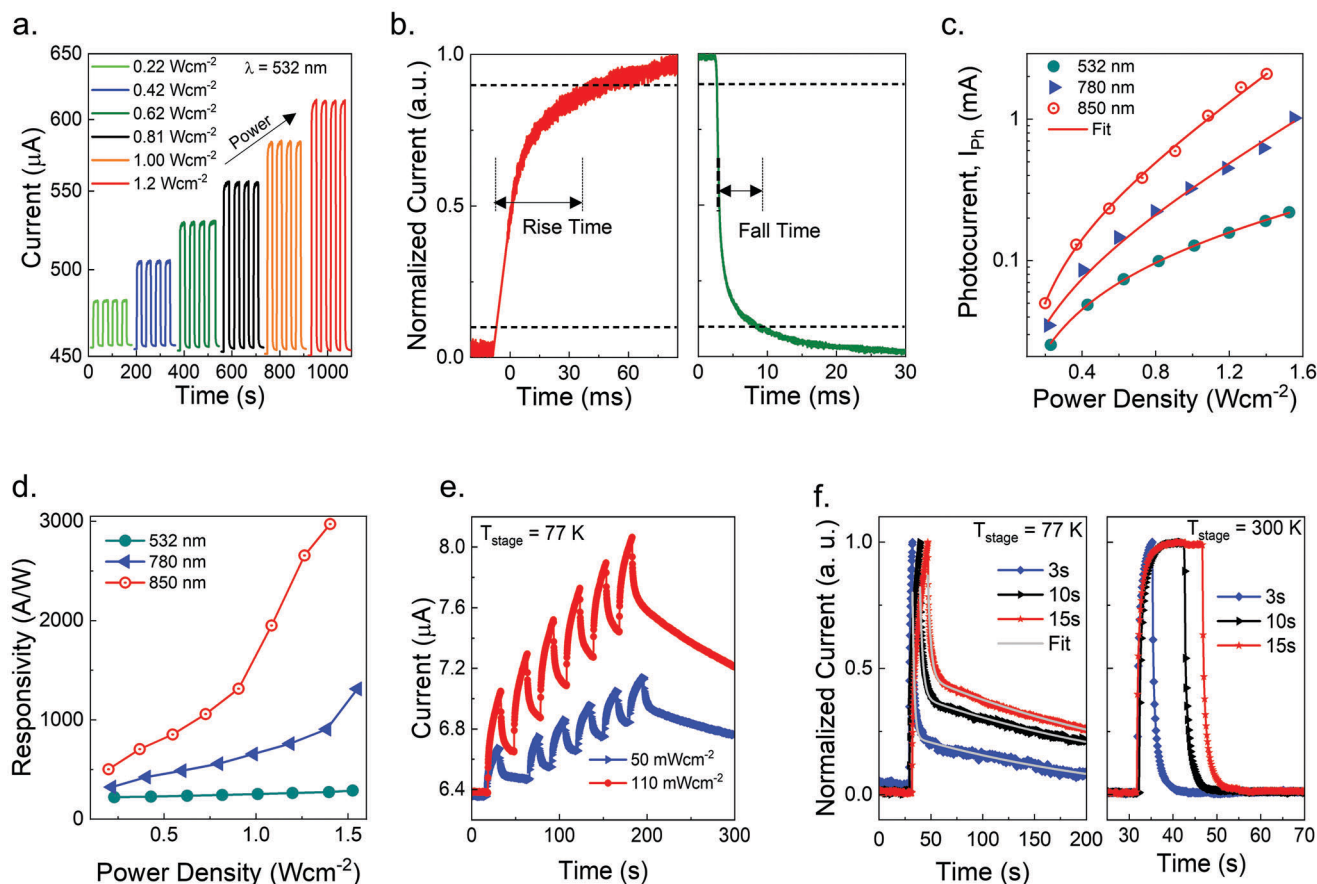 a.
650
600
550
500
450
Current (μA)
0.22 Wcm-2
0.42 Wcm-2
0.62 Wcm-2
0.81 Wcm-2
1.00 Wcm-2
1.2 Wcm-2
λ = 532 nm
Power
0 200 400 600 800 1000
Time (s)
b.
1.0
0.5
0.0
Normalized Current (a.u.)
Rise Time
0 30 60
Time (ms)
Fall Time
0 10 20 30
Time (ms)
c.
532 nm
780 nm
850 nm
Fit
1
0.1
Photocurrent, IPh (mA)
0.4 0.8 1.2 1.6
Power Density (Wcm-2)
d.
3000
2000
1000
0
Responsivity (A/W)
532 nm
780 nm
850 nm
0.5 1.0 1.5
Power Density (Wcm-2)
e.
Tstage = 77 K
8.0
7.6
7.2
6.8
6.4
Current (μA)
50 mWcm-2
110 mWcm-2
0 100 200 300
Time (s)
f.
Tstage = 77 K
1.0
0.5
0.0
Normalized Current (a. u.)
3s
10s
15s
Fit
0 50 100 150 200
Time (s)
Tstage = 300 K
3s
10s
15s
30 40 50 60 70
Time (s)